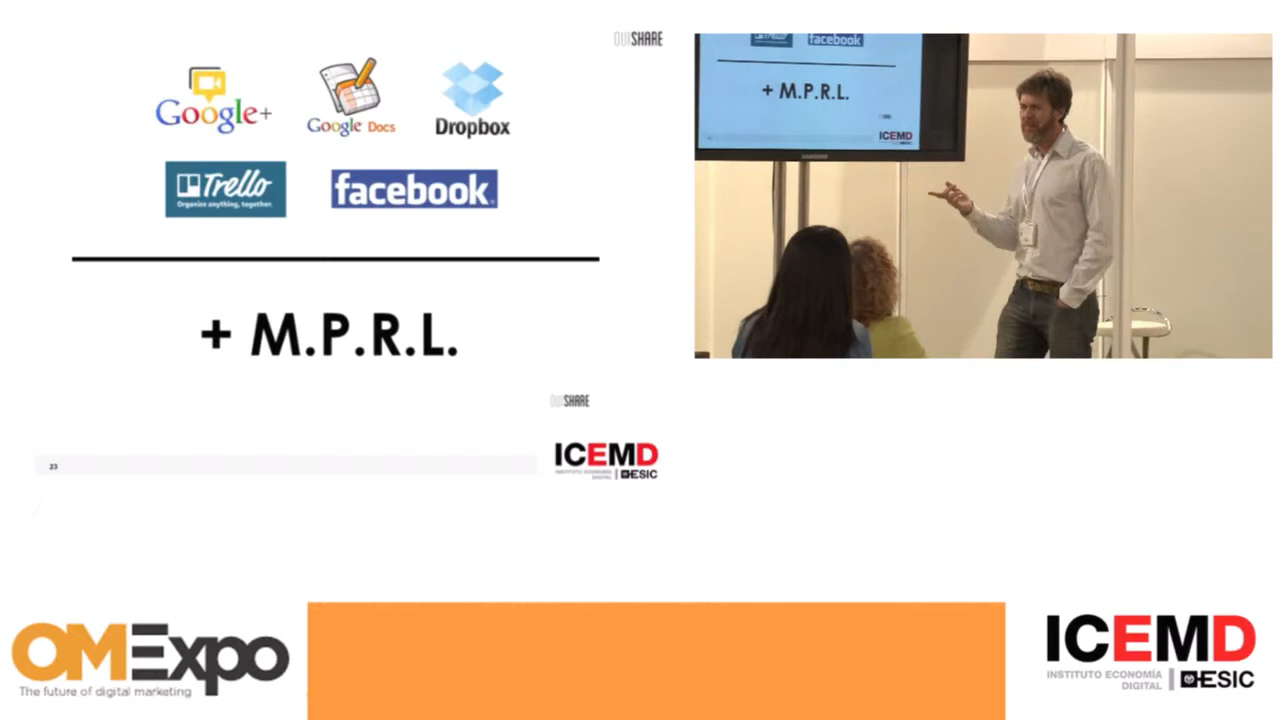 OUISHARE
Google+
Google Docs
Dropbox
Trello
Organize anything, together.
facebook
+ M.P.R.L.
OUISHARE
23
ICEMD
INSTITUTO ECONOMÍA
DIGITAL
ESIC
Trello
facebook
+ M.P.R.L.
ICEMD
OMExpo
The future of digital marketing
ICEMD
INSTITUTO ECONOMÍA
DIGITAL
ESIC